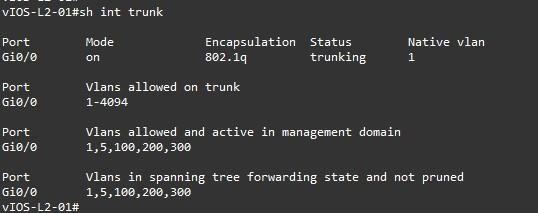 vIOS-L2-01#sh int trunk
Port Mode Encapsulation Status Native vlan
Gi0/0 on 802.1q trunking 1
Port Vlans allowed on trunk
Gi0/0 1-4094
Port Vlans allowed and active in management domain
Gi0/0 1,5,100,200,300
Port Vlans in spanning tree forwarding state and not pruned
Gi0/0 1,5,100,200,300
vIOS-L2-01#